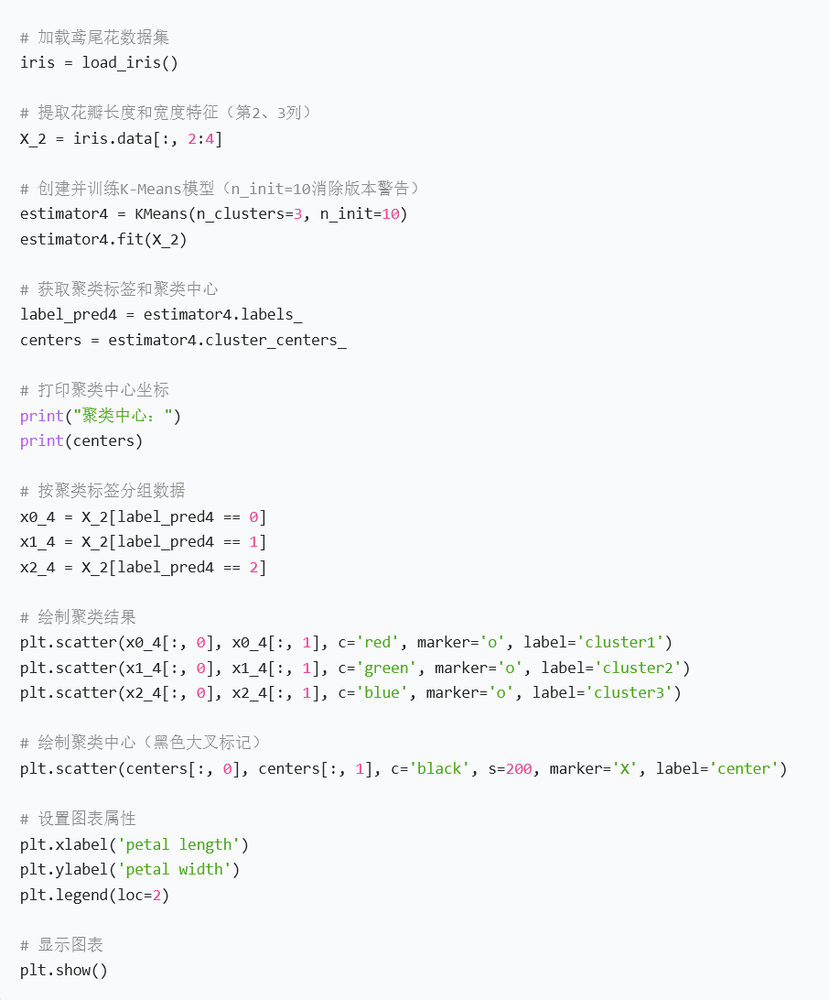 # 加载鸢尾花数据集
iris = load_iris()
# 提取花瓣长度和宽度特征（第2、3列）
X_2 = iris.data[:, 2:4]
# 创建并训练K-Means模型（n_init=10消除版本警告）
estimator4 = KMeans(n_clusters=3, n_init=10)
estimator4.fit(X_2)
# 获取聚类标签和聚类中心
label_pred4 = estimator4.labels_
centers = estimator4.cluster_centers_
# 打印聚类中心坐标
print("聚类中心：")
print(centers)
# 按聚类标签分组数据
x0_4 = X_2[label_pred4 == 0]
x1_4 = X_2[label_pred4 == 1]
x2_4 = X_2[label_pred4 == 2]
# 绘制聚类结果
plt.scatter(x0_4[:, 0], x0_4[:, 1], c='red', marker='o', label='cluster1')
plt.scatter(x1_4[:, 0], x1_4[:, 1], c='green', marker='o', label='cluster2')
plt.scatter(x2_4[:, 0], x2_4[:, 1], c='blue', marker='o', label='cluster3')
# 绘制聚类中心（黑色大叉标记）
plt.scatter(centers[:, 0], centers[:, 1], c='black', s=200, marker='X', label='center')
# 设置图表属性
plt.xlabel('petal length')
plt.ylabel('petal width')
plt.legend(loc=2)
# 显示图表
plt.show()